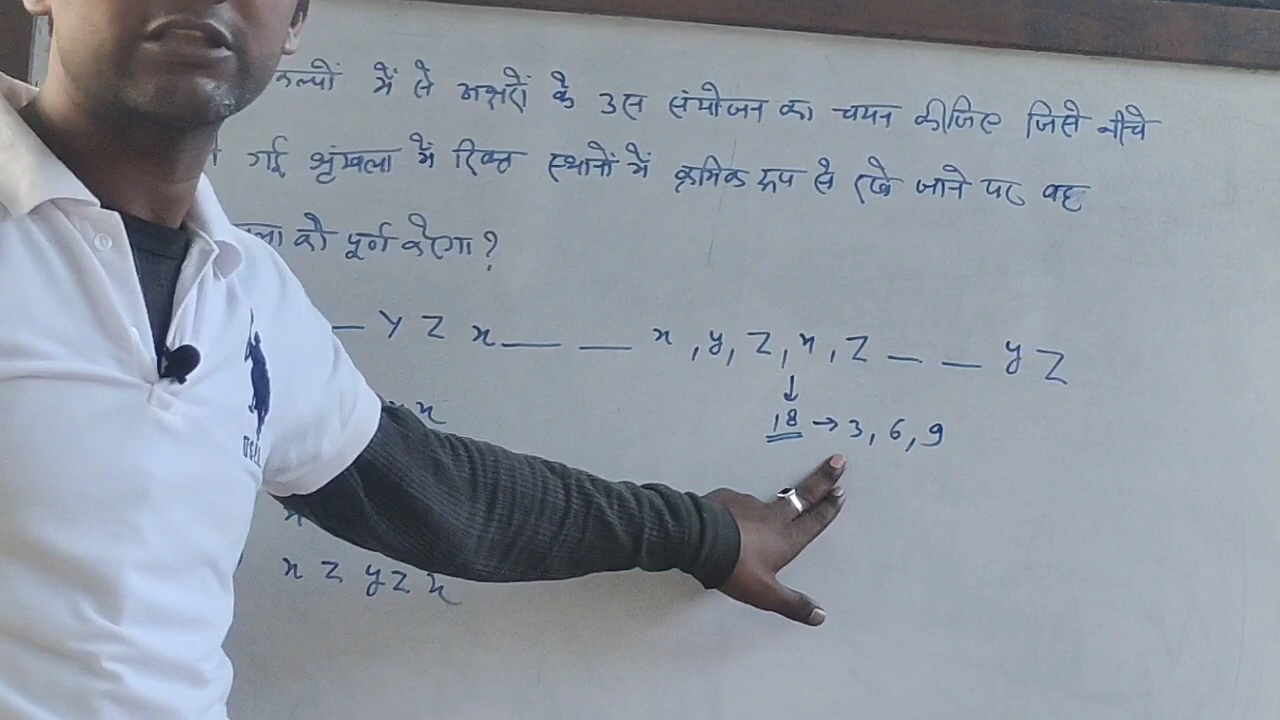 कल्पों में से अक्षरों के उस संयोजन का चयन कीजिए जिसे नीचे
गई श्रृंखला में रिक्त स्थानों में क्रमिक रूप से रखे जाने पर वह
ला को पूर्ण करेगा?
_ y z x _ _ x, y, z, x, z _ _ y z
↓
18 → 3, 6, 9
x
x z y z x